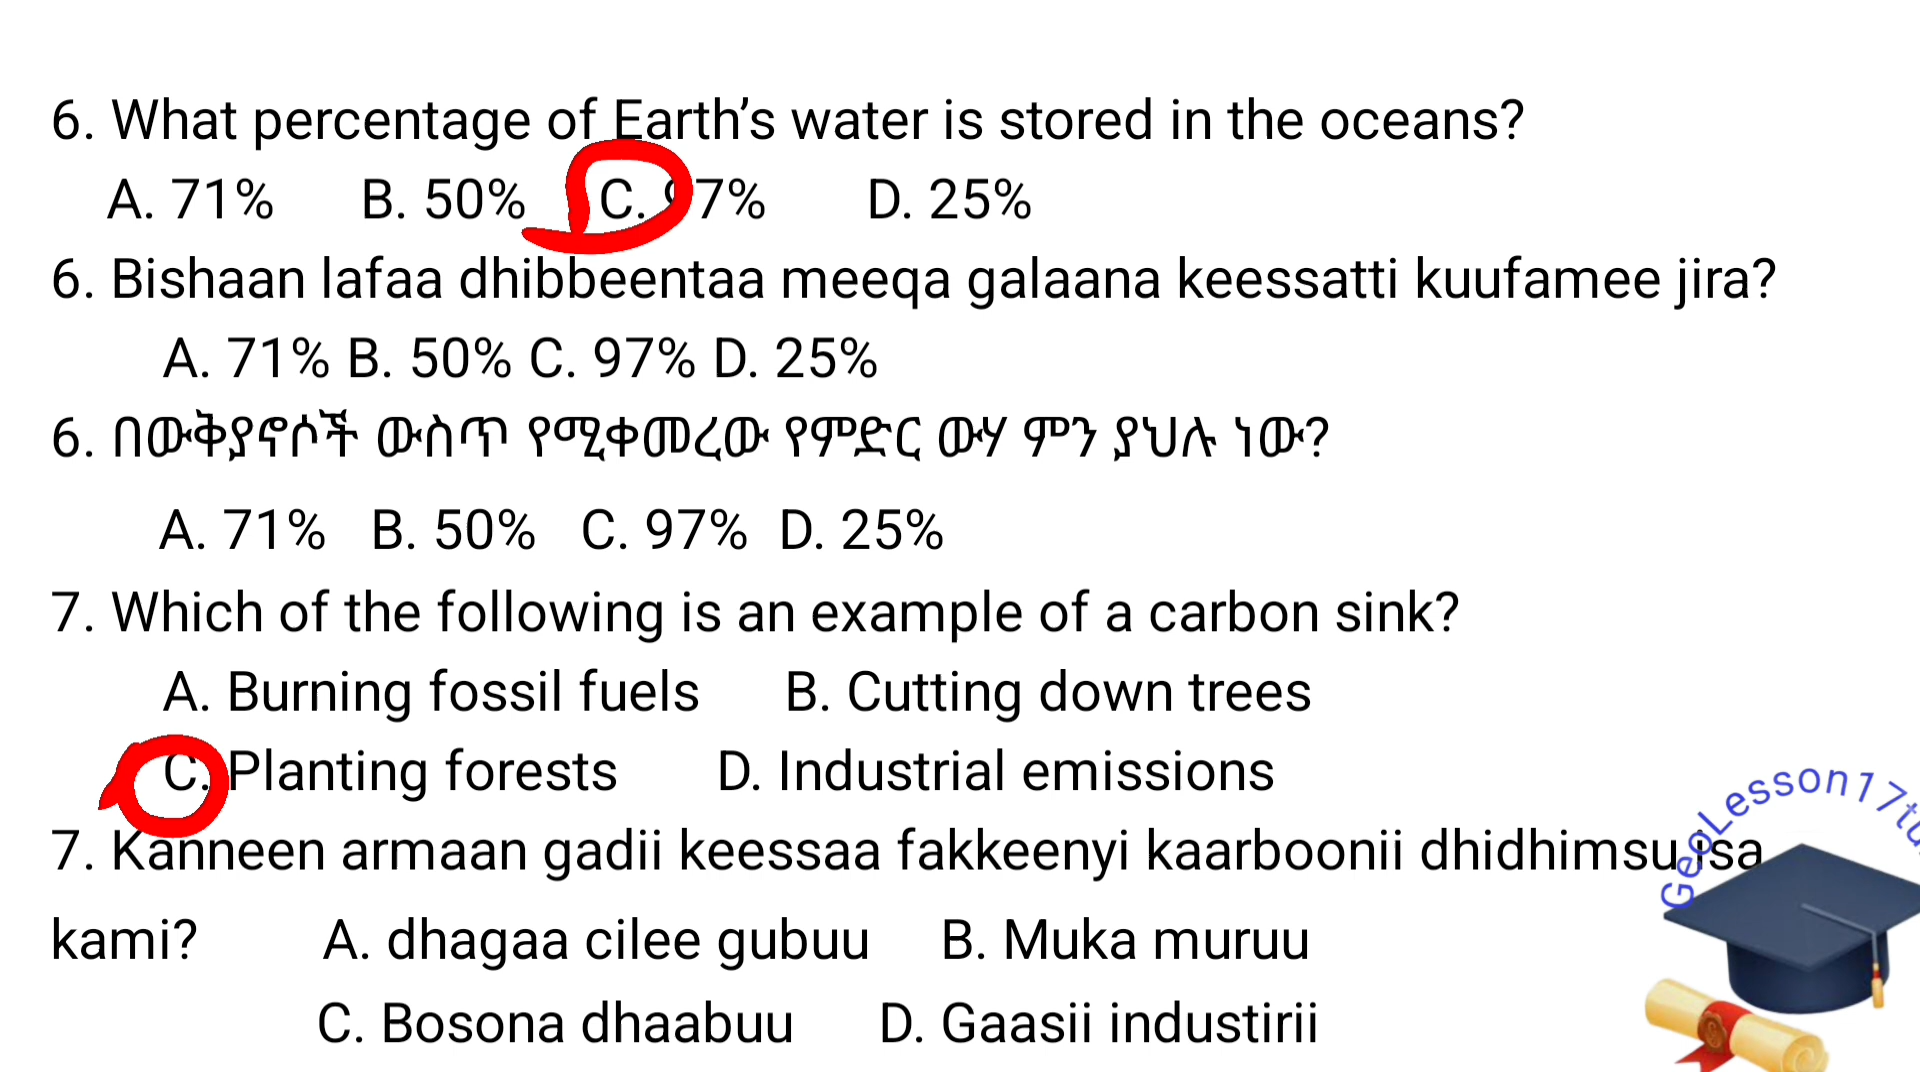 6. What percentage of Earth’s water is stored in the oceans?
A. 71% B. 50% C. 97% D. 25%
6. Bishaan lafaa dhibbeentaa meeqa galaana keessatti kuufamee jira?
A. 71% B. 50% C. 97% D. 25%
6. በውቅያኖሶች ውስጥ የሚቀመረው የምድር ውሃ ምን ያህሉ ነው?
A. 71% B. 50% C. 97% D. 25%
7. Which of the following is an example of a carbon sink?
A. Burning fossil fuels B. Cutting down trees
C. Planting forests D. Industrial emissions
7. Kanneen armaan gadii keessaa fakkeenyi kaarboonii dhidhimsuisa
kami? A. dhagaa cilee gubuu B. Muka muruu
C. Bosona dhaabuu D. Gaasii industirii
GeoLesson17tu